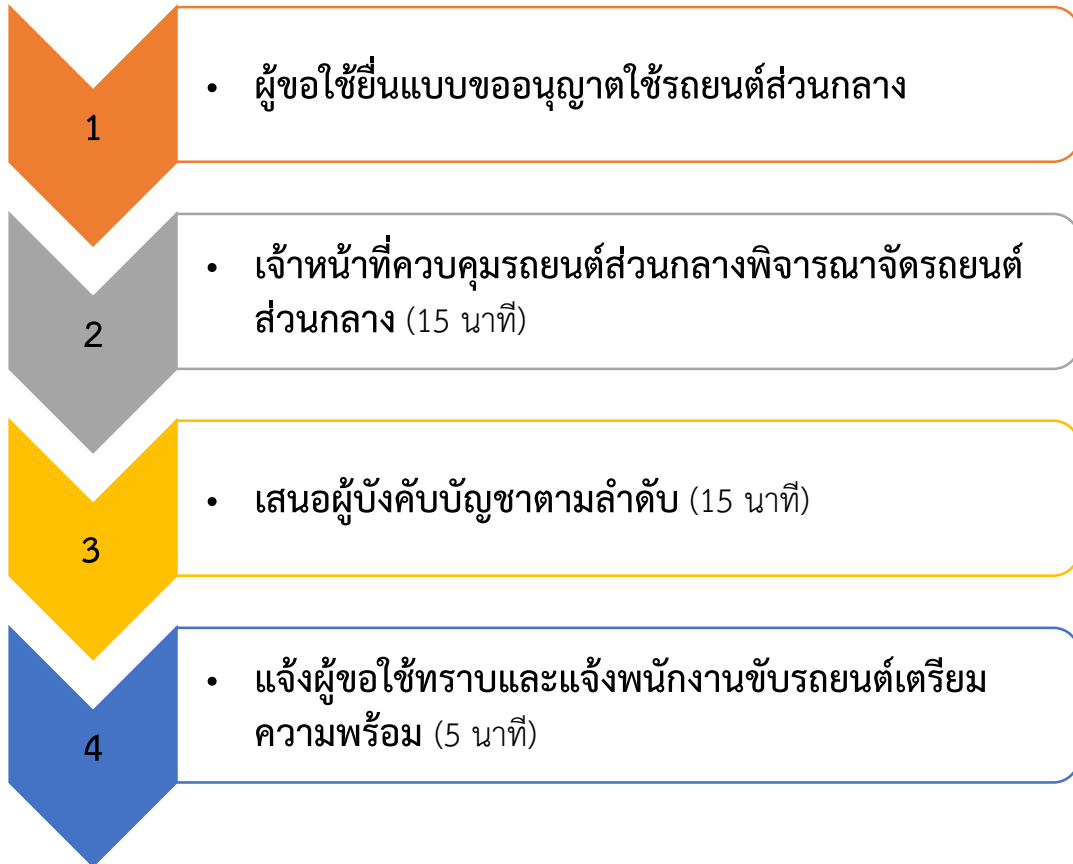 1
• ผู้ขอใช้ยื่นแบบขออนุญาตใช้รถยนต์ส่วนกลาง
2
• เจ้าหน้าที่ควบคุมรถยนต์ส่วนกลางพิจารณาจัดรถยนต์
ส่วนกลาง (15 นาที)
3
• เสนอผู้บังคับบัญชาตามลำดับ (15 นาที)
4
• แจ้งผู้ขอใช้ทราบและแจ้งพนักงานขับรถยนต์เตรียม
ความพร้อม (5 นาที)